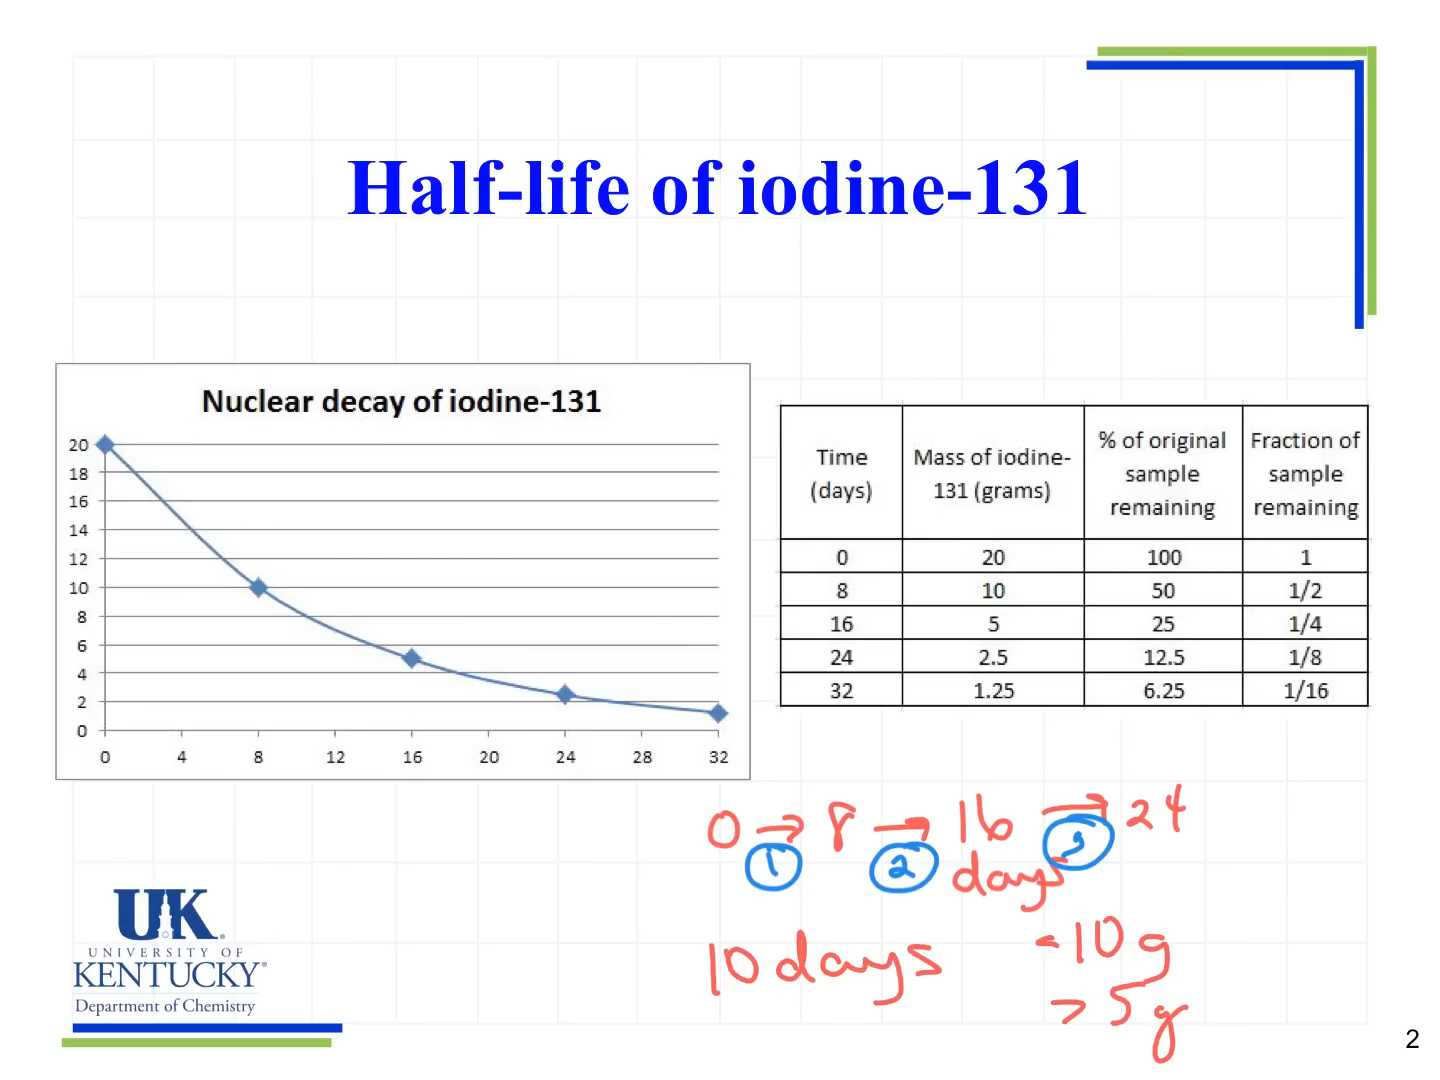 Half-life of iodine-131
Nuclear decay of iodine-131
20
18
16
14
12
10
8
6
4
2
0
0 4 8 12 16 20 24 28 32
Time (days) Mass of iodine-131 (grams) % of original sample remaining Fraction of sample remaining
0 20 100 1
8 10 50 1/2
16 5 25 1/4
24 2.5 12.5 1/8
32 1.25 6.25 1/16
0 → 8 → 16 → 24
1 2 3
days
10 days
< 10 g
> 5 g
UK
UNIVERSITY OF
KENTUCKY®
Department of Chemistry
2